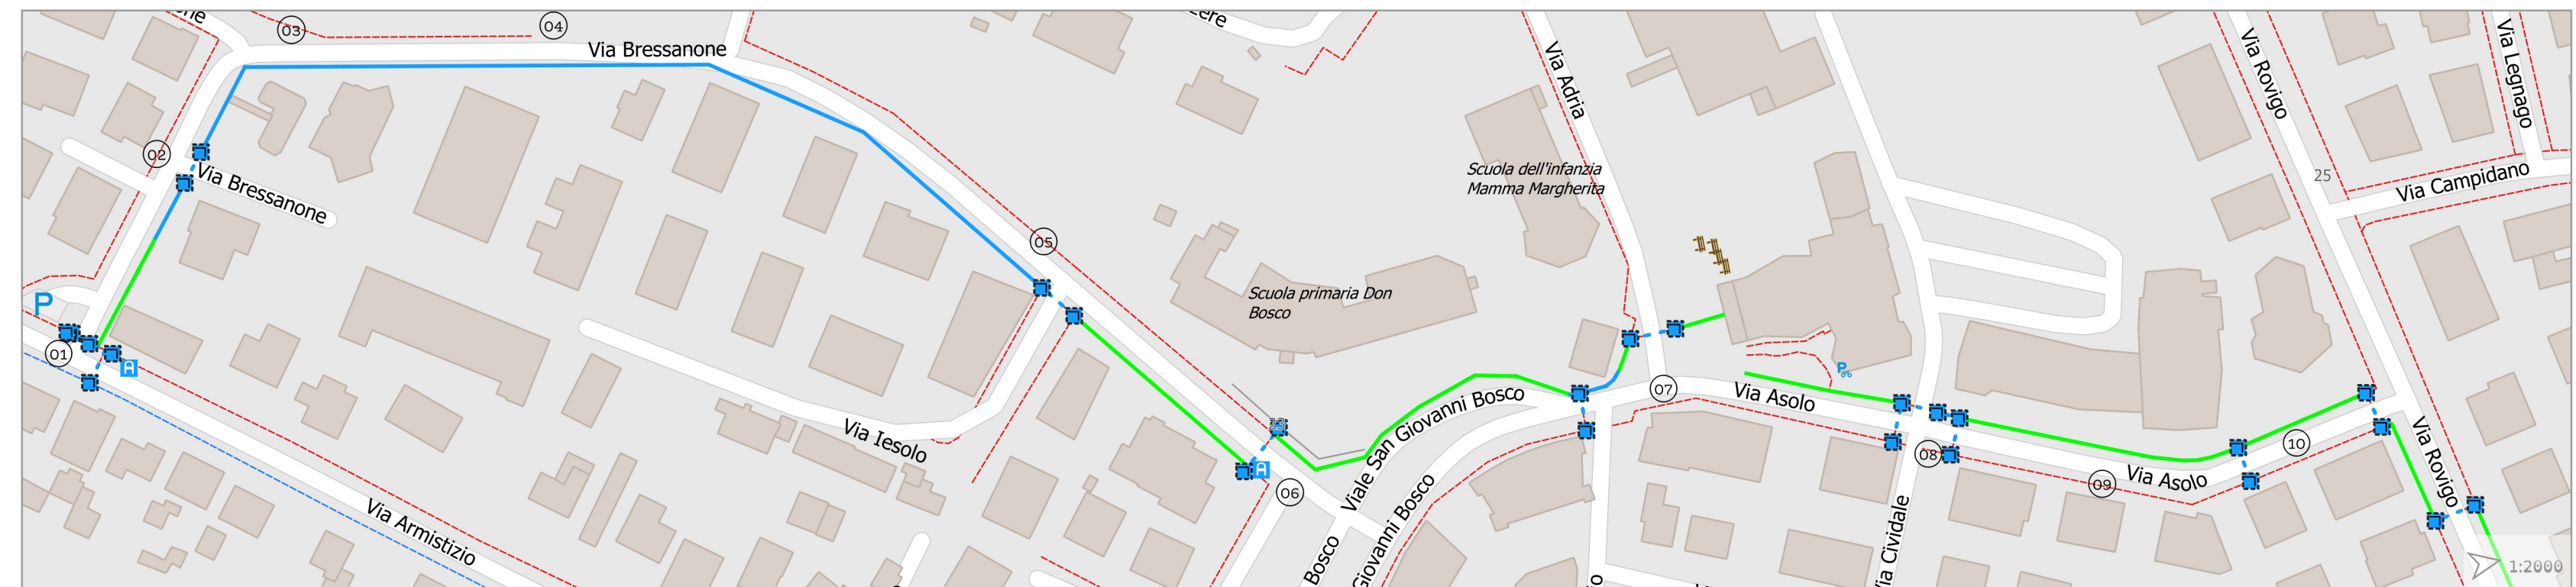 03
04
Via Bressanone
02
Via Bressanone
P
01
A
Via Armistizio
Via Iesolo
05
A
06
Scuola primaria Don
Bosco
Scuola dell'infanzia
Mamma Margherita
Via Adria
Viale San Giovanni Bosco
Giovanni Bosco
Bosco
07
Via Asolo
08
Via Cividale
09
Via Asolo
10
Via Rovigo
25
Via Campidano
Via Legnago
Via Rovigo
1:2000